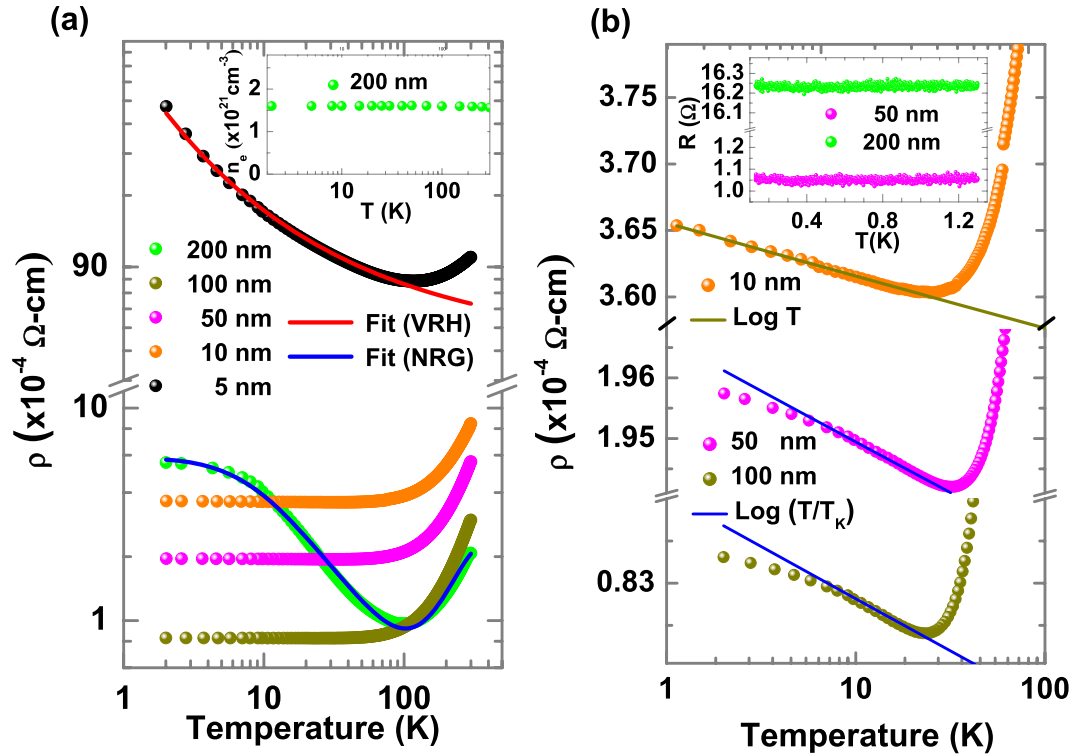 (a)
ρ (x10⁻⁴ Ω-cm)
90
10
1
n_e (x10²¹ cm⁻³)
2
1
0
200 nm
10
100
T (K)
200 nm
100 nm
50 nm
10 nm
5 nm
Fit (VRH)
Fit (NRG)
1
10
100
Temperature (K)
(b)
ρ (x10⁻⁴ Ω-cm)
3.75
3.70
3.65
3.60
1.96
1.95
0.83
R (Ω)
16.3
16.2
16.1
1.2
1.1
1.0
50 nm
200 nm
0.4
0.8
1.2
T(K)
10 nm
Log T
50 nm
100 nm
Log (T/T_K)
1
10
100
Temperature (K)